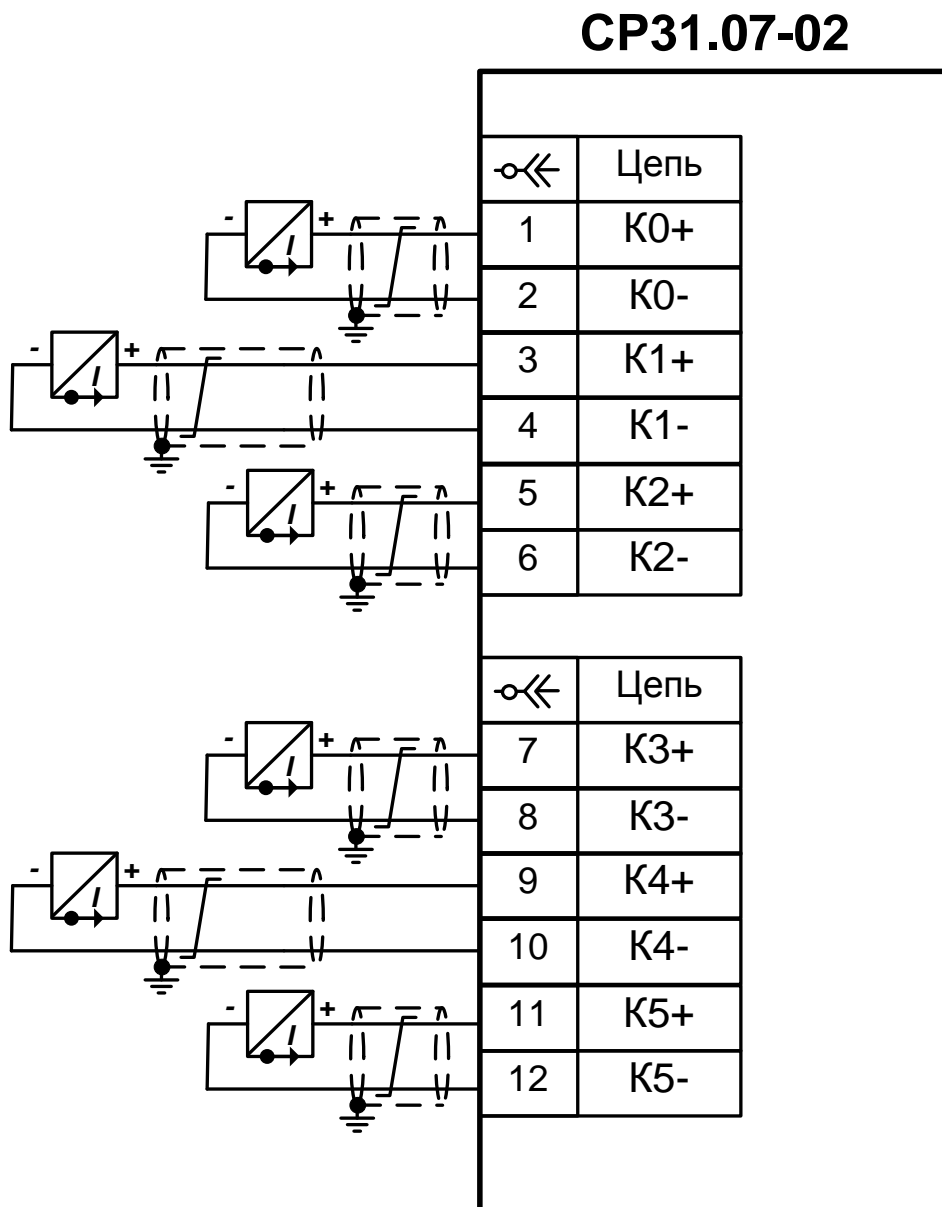 СР31.07-02
Цепь
- + 1 К0+
I
2 К0-
- + 3 К1+
I
4 К1-
- + 5 К2+
I
6 К2-
Цепь
- + 7 К3+
I
8 К3-
- + 9 К4+
I
10 К4-
- + 11 К5+
I
12 К5-